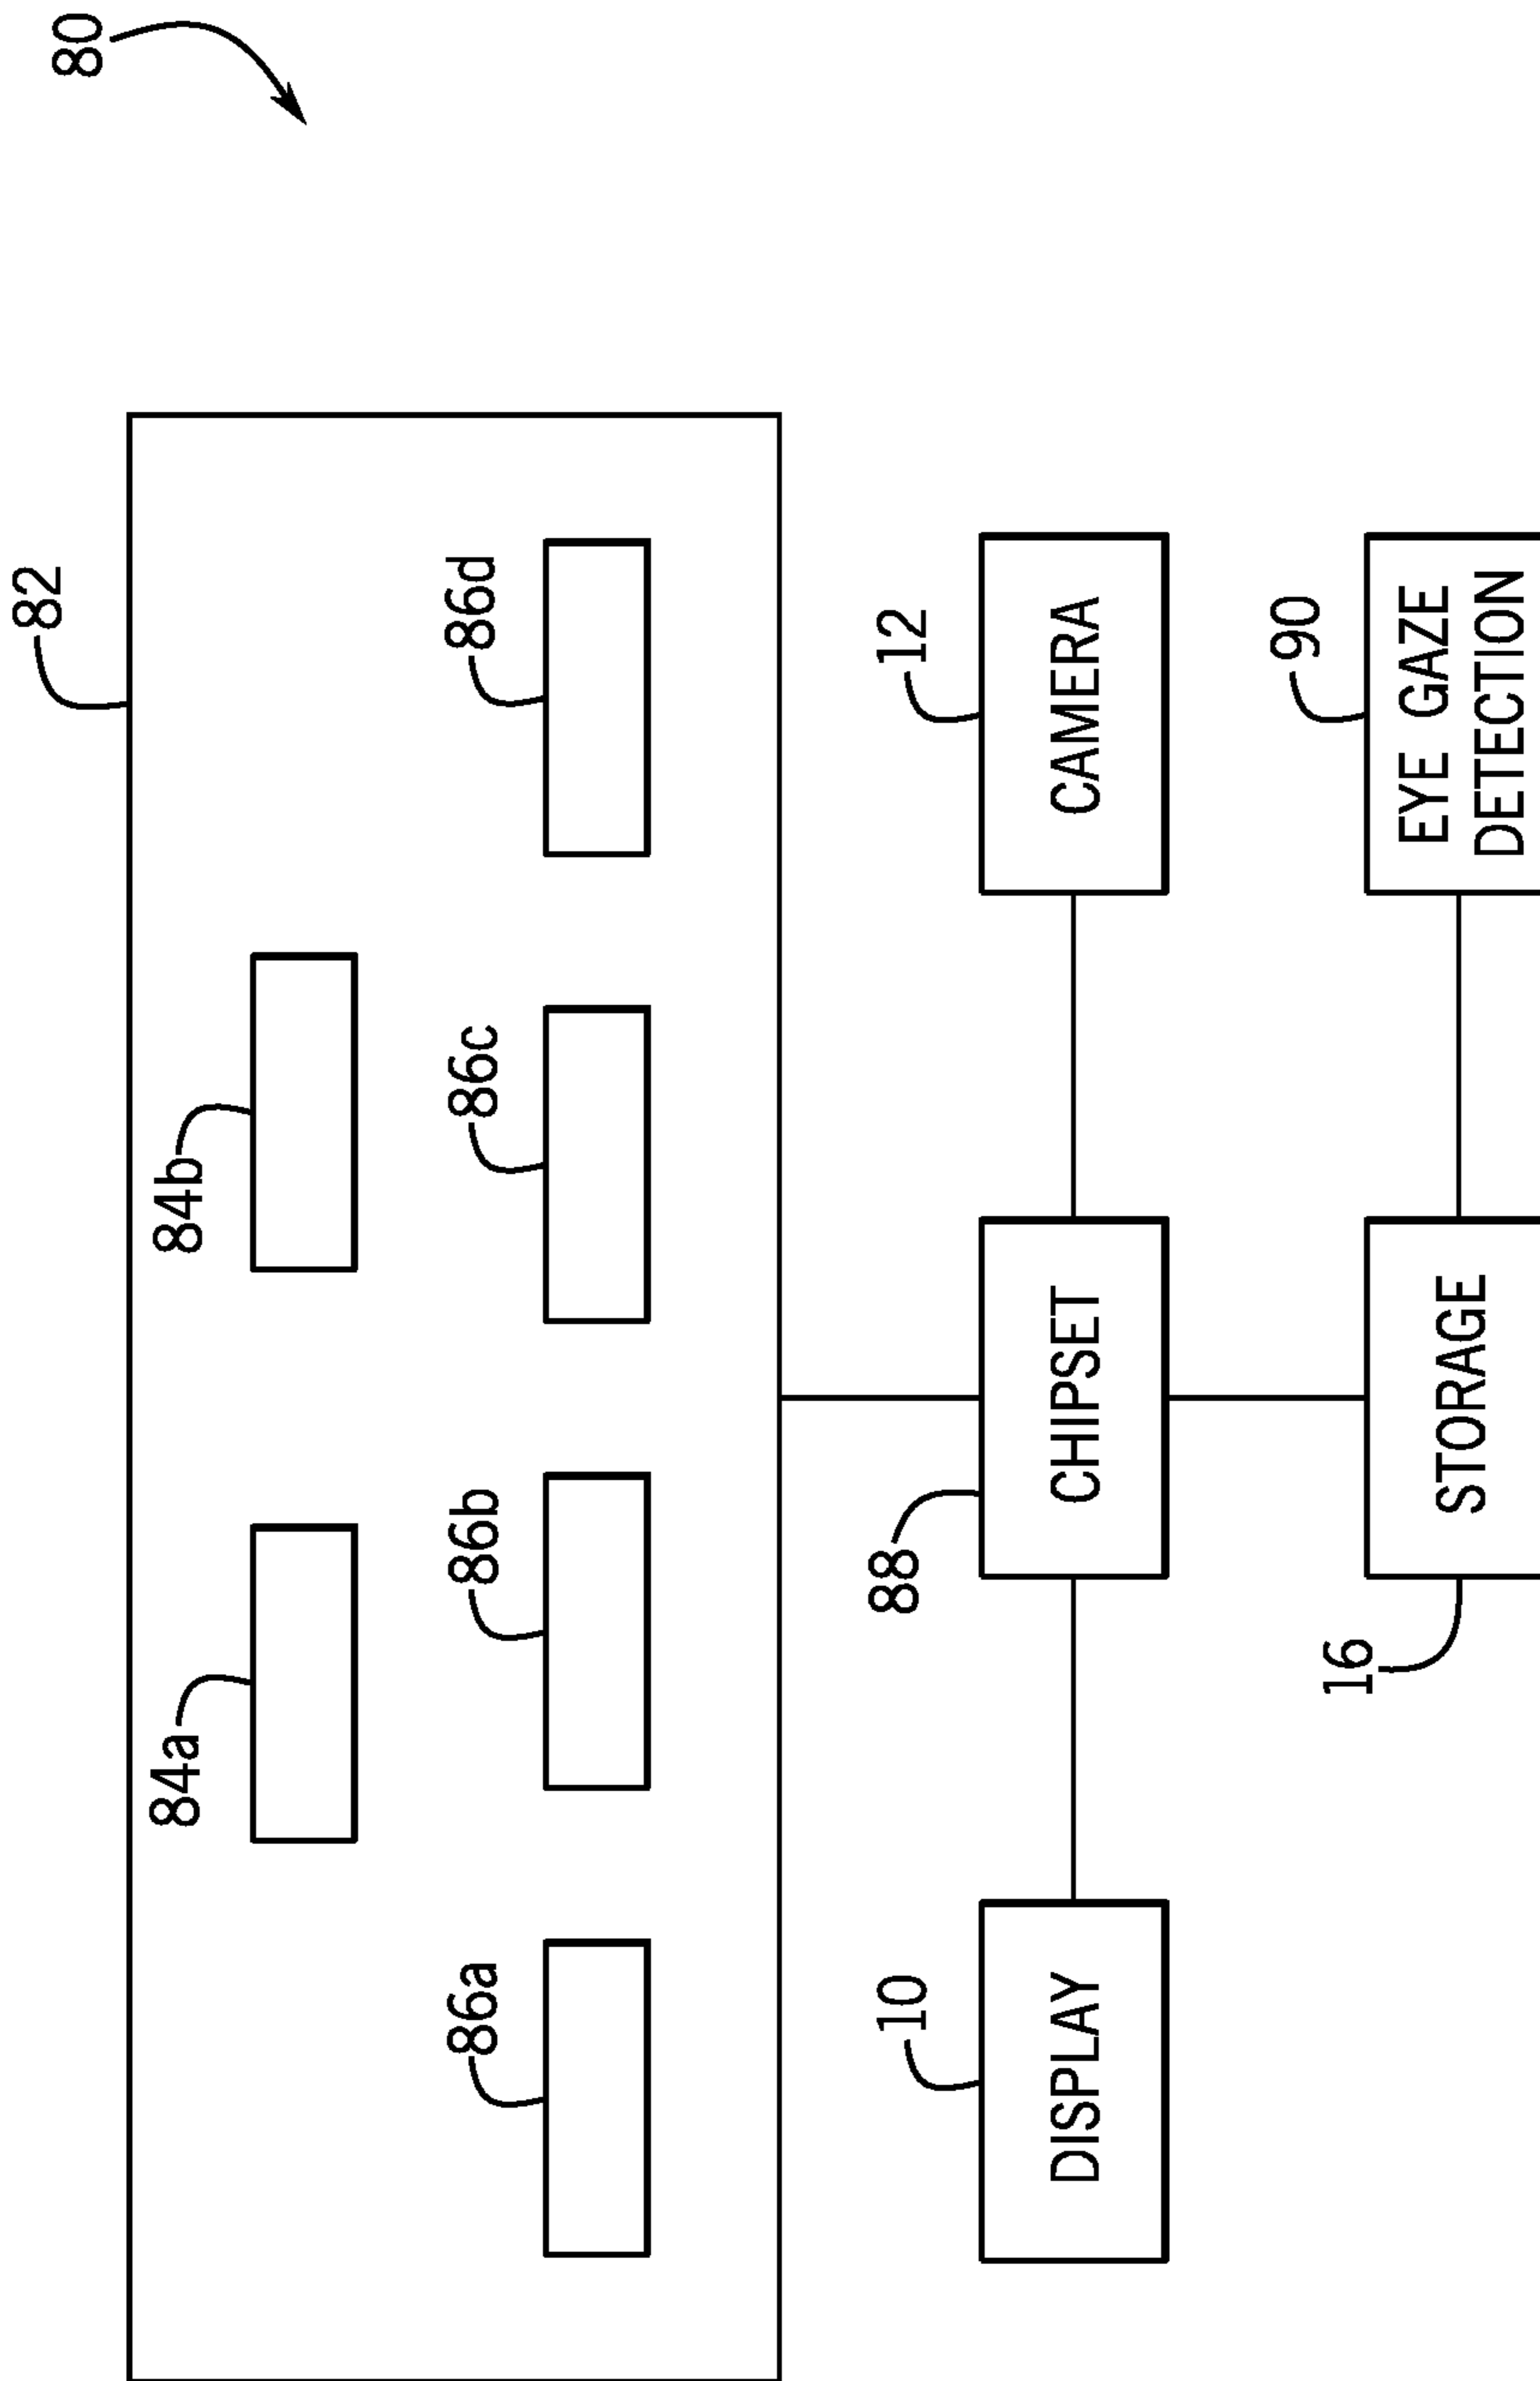 80
82
84a
84b
86a
86b
86c
86d
88
10
12
DISPLAY
CHIPSET
CAMERA
16
90
STORAGE
EYE GAZE
DETECTION